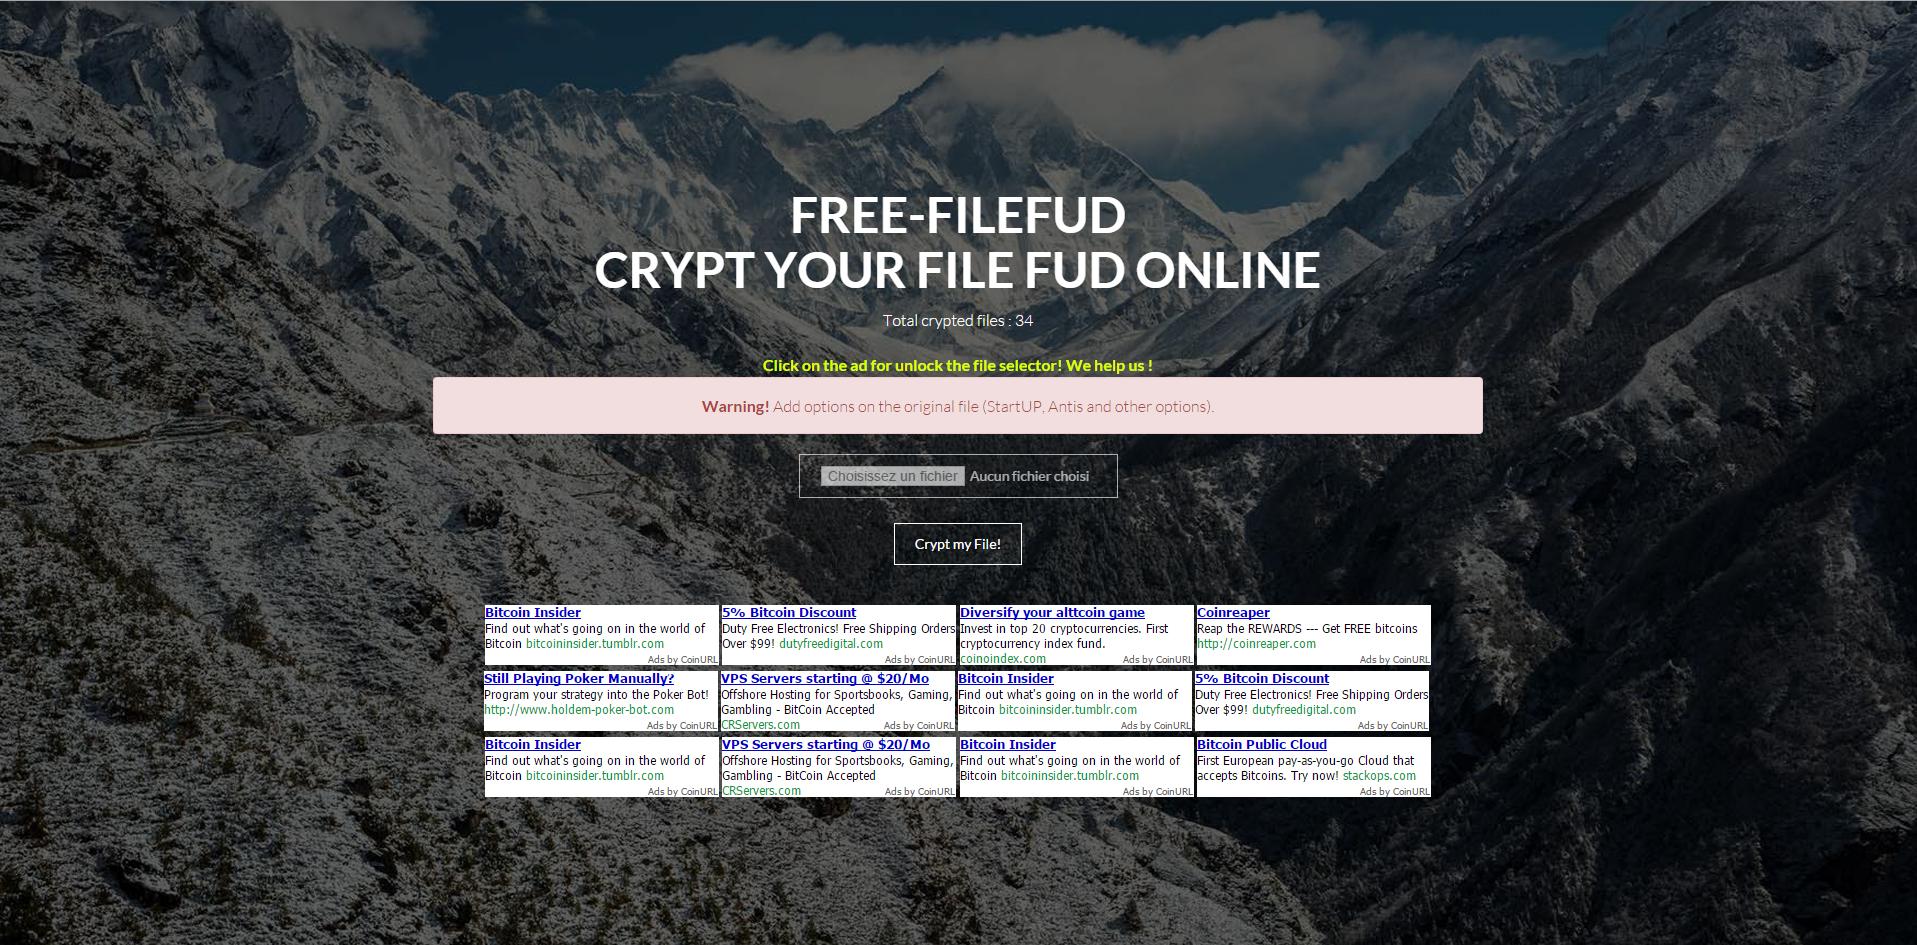 FREE-FILEFUD
CRYPT YOUR FILE FUD ONLINE
Total crypted files : 34
Click on the ad for unlock the file selector! We help us !
Warning! Add options on the original file (StartUP, Antis and other options).
Choisissez un fichier Aucun fichier choisi
Crypt my File!
Bitcoin Insider
Find out what's going on in the world of
Bitcoin bitcoininsider.tumblr.com
Ads by CoinURL
5% Bitcoin Discount
Duty Free Electronics! Free Shipping Orders
Over $99! dutyfreedigital.com
Ads by CoinURL
Diversify your alttcoin game
Invest in top 20 cryptocurrencies. First
cryptocurrency index fund.
coinoindex.com Ads by CoinURL
Coinreaper
Reap the REWARDS --- Get FREE bitcoins
http://coinreaper.com
Ads by CoinURL
Still Playing Poker Manually?
Program your strategy into the Poker Bot!
http://www.holdem-poker-bot.com
Ads by CoinURL
VPS Servers starting @ $20/Mo
Offshore Hosting for Sportsbooks, Gaming,
Gambling - BitCoin Accepted
CRServers.com Ads by CoinURL
Bitcoin Insider
Find out what's going on in the world of
Bitcoin bitcoininsider.tumblr.com
Ads by CoinURL
5% Bitcoin Discount
Duty Free Electronics! Free Shipping Orders
Over $99! dutyfreedigital.com
Ads by CoinURL
Bitcoin Insider
Find out what's going on in the world of
Bitcoin bitcoininsider.tumblr.com
Ads by CoinURL
VPS Servers starting @ $20/Mo
Offshore Hosting for Sportsbooks, Gaming,
Gambling - BitCoin Accepted
CRServers.com Ads by CoinURL
Bitcoin Insider
Find out what's going on in the world of
Bitcoin bitcoininsider.tumblr.com
Ads by CoinURL
Bitcoin Public Cloud
First European pay-as-you-go Cloud that
accepts Bitcoins. Try now! stackops.com
Ads by CoinURL